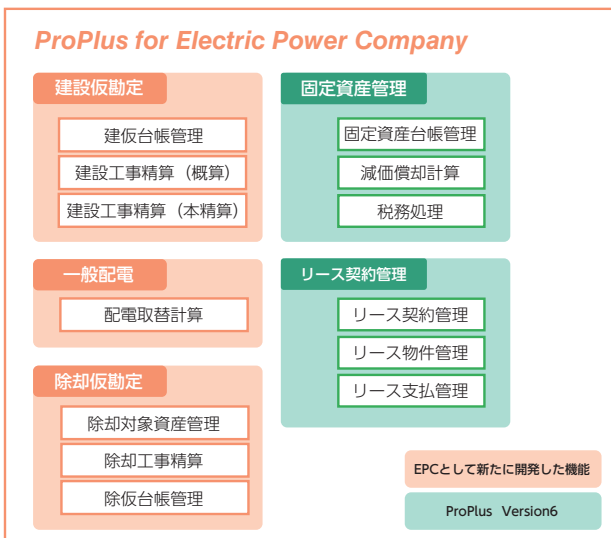 ProPlus for Electric Power Company
建設仮勘定
建仮台帳管理
建設工事精算（概算）
建設工事精算（本精算）
一般配電
配電取替計算
除却仮勘定
除却対象資産管理
除却工事精算
除仮台帳管理
固定資産管理
固定資産台帳管理
減価償却計算
税務処理
リース契約管理
リース契約管理
リース物件管理
リース支払管理
EPCとして新たに開発した機能
ProPlus Version6